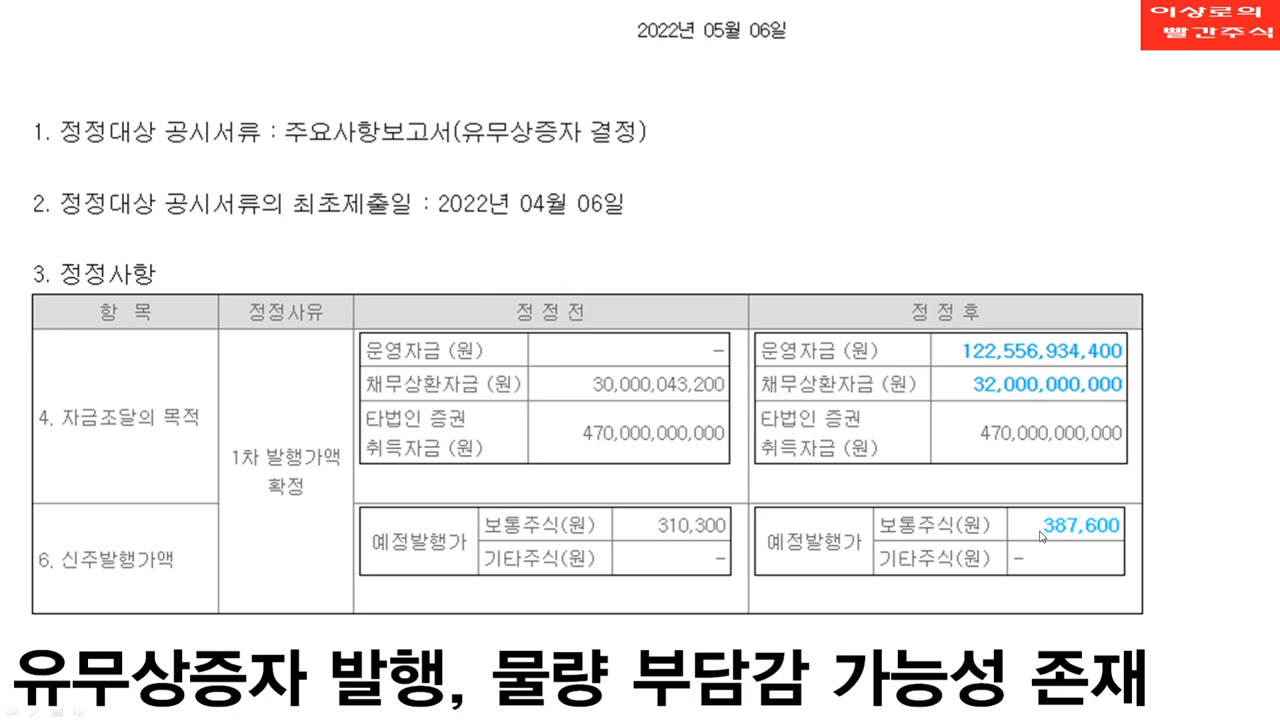 이상로의
빨간주식
2022년 05월 06일
1. 정정대상 공시서류 : 주요사항보고서(유무상증자 결정)
2. 정정대상 공시서류의 최초제출일 : 2022년 04월 06일
3. 정정사항
항 목 정정사유 정 정 전 정 정 후
4. 자금조달의 목적
1차 발행가액
확정
운영자금 (원) –
채무상환자금 (원) 30,000,043,200
타법인 증권
취득자금 (원) 470,000,000,000
운영자금 (원) 122,556,934,400
채무상환자금 (원) 32,000,000,000
타법인 증권
취득자금 (원) 470,000,000,000
6. 신주발행가액
예정발행가 보통주식(원) 310,300
기타주식(원) –
예정발행가 보통주식(원) 387,600
기타주식(원) –
유무상증자 발행, 물량 부담감 가능성 존재